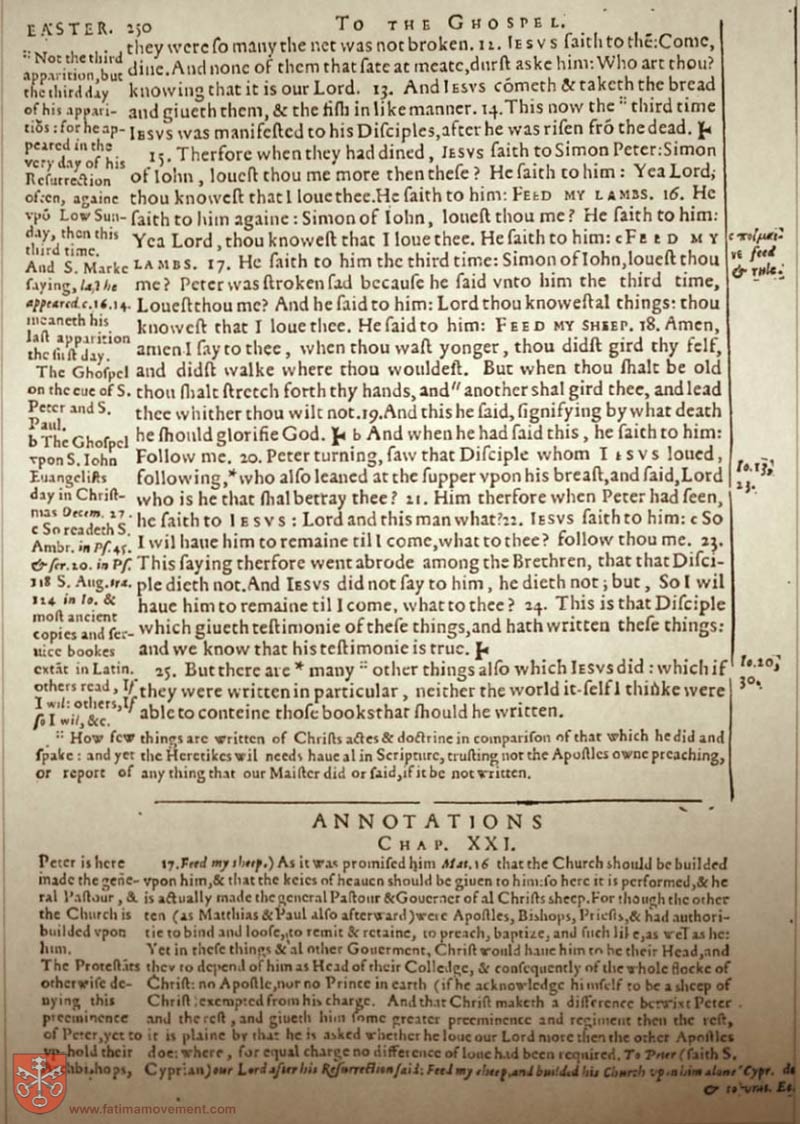 EASTER. 250 TO THE GHOSPEL.
they were ſo many the net was not broken. 12. IESVS ſaith to thẽ: Come,
dine. And none of them that ſate at meate, durſt aske him: Who art thou?
knowing that it is our Lord. 13. And IESVS cõmeth & taketh the bread
and giueth them, & the fiſh in like manner. 14. This now the " third time
IESVS was manifeſted to his Diſciples, after he was riſen frõ the dead.
15. Therfore when they had dined, IESVS ſaith to Simon Peter: Simon
of Iohn, loueſt thou me more then theſe? He ſaith to him: Yea Lord;
thou knoweſt that I loue thee. He ſaith to him: FEED MY LAMBS. 16. He
ſaith to him againe: Simon of Iohn, loueſt thou me? He ſaith to him:
Yea Lord, thou knoweſt that I loue thee. He ſaith to him: c FEED MY
LAMBS. 17. He ſaith to him the third time: Simon of Iohn, loueſt thou
me? Peter was ſtroken ſad becauſe he ſaid vnto him the third time,
Loueſt thou me? And he ſaid to him: Lord thou knoweſt al things: thou
knoweſt that I loue thee. He ſaid to him: FEED MY SHEEP. 18. Amen,
amen I ſay to thee, when thou waſt yonger, thou didſt gird thy ſelf,
and didſt walke where thou wouldeſt. But when thou ſhalt be old
thou ſhalt ſtretch forth thy hands, and " another shal gird thee, and lead
thee whither thou wilt not. 19. And this he ſaid, ſignifying by what death
he ſhould glorifie God. b And when he had ſaid this, he ſaith to him:
Follow me. 20. Peter turning, ſaw that Diſciple whom IESVS loued,
following, * who alſo leaned at the ſupper vpon his breaſt, and ſaid, Lord
who is he that ſhal betray thee? 21. Him therfore when Peter had ſeen,
he ſaith to IESVS: Lord and this man what? 22. IESVS ſaith to him: c So
I wil haue him to remaine til I come, what to thee? follow thou me. 23.
This ſaying therfore went abrode among the Brethren, that that Diſci-
ple dieth not. And IESVS did not ſay to him, he dieth not; but, So I wil
haue him to remaine til I come, what to thee? 24. This is that Diſciple
which giueth teſtimonie of theſe things, and hath written theſe things:
and we know that his teſtimonie is true.
25. But there are * many " other things alſo which IESVS did: which if
they were written in particular, neither the world it-ſelf I thinke were
able to conteine thoſe books that ſhould he written.
" Not the third
apparition, but
the third day
of his appari-
tiõs: for he ap-
peared in the
very day of his
Reſurrection
often, againe
vpõ Low Sun-
day, then this
third time.
And S. Marke
ſaying, laſt he
appeared c. 16. 14.
meaneth his
laſt apparition
the firſt day.
The Ghoſpel
on the eue of S.
Peter and S.
Paul.
b The Ghoſpel
vpon S. Iohn
Euangeliſts
day in Chriſt-
mas Decem. 27.
c So readeth S.
Ambr. in Pſ. 45.
& ſer. 20. in Pſ.
118 S. Aug. tra.
124 in Io. &
moſt ancient
copies and ſer-
uice bookes
extãt in Latin.
others read, If
I wil: others, If
ſo I wil, &c.
feed
& rule.
Io. 13,
23.
Io. 20,
30.
" How few things are written of Chriſts actes & doctrine in compariſon of that which he did and
ſpake: and yet the Heretikes wil needs haue al in Scripture, truſting not the Apoſtles owne preaching,
or report of any thing that our Maiſter did or ſaid, if it be not written.
ANNOTATIONS
CHAP. XXI.
Peter is here
made the gene-
ral Paſtour, &
the Church is
builded vpon
him.
The Proteſtãts
otherwiſe de-
nying this
preeminence
of Peter, yet to
vp-hold their
Archbiſhops,
17. Feed my ſheep.) As it was promiſed him Mat. 16 that the Church ſhould be builded
vpon him, & that the keies of heauen ſhould be giuen to him: ſo here it is performed, & he
is actually made the general Paſtour & Gouerner of al Chriſts sheep. For though the other
ten (as Matthias & Paul alſo afterward) were Apoſtles, Bishops, Prieſts, & had authori-
tie to bind and looſe, to remit & retaine, to preach, baptize, and ſuch like, as wel as he:
Yet in theſe things & al other Gouerment, Chriſt would haue him to be their Head, and
they to depend of him as Head of their Colledge, & conſequently of the whole flocke of
Chriſt: no Apoſtle, nor no Prince in earth (if he acknowledge himſelf to be a sheep of
Chriſt) exempted from his charge. And that Chriſt maketh a difference betwixt Peter
and the reſt, and giueth him ſome greater preeminence and regiment then the reſt,
it is plaine by that he is asked whether he loue our Lord more then the other Apoſtles
doe: where, for equal charge no difference of loue had been required. To Peter (ſaith S.
Cyprian) our Lord after his Reſurrection ſaid: Feed my sheep, and builded his Church vpon him alone Cypr. de
www.fatimamovement.com